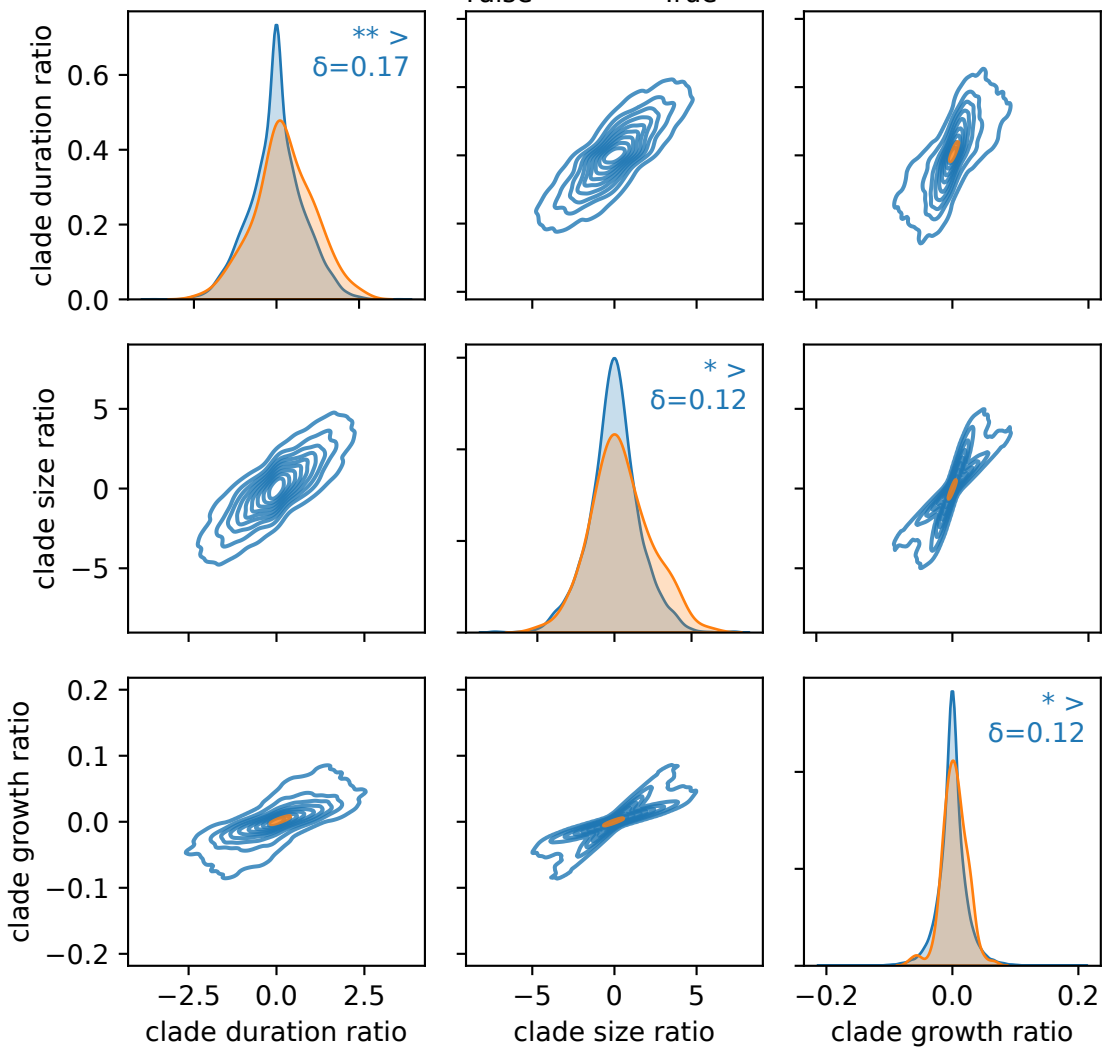 clade duration ratio
0.6
0.4
0.2
0.0
** >
δ=0.17
clade size ratio
5
0
−5
* >
δ=0.12
clade growth ratio
0.2
0.1
0.0
−0.1
−0.2
* >
δ=0.12
−2.5 0.0 2.5
clade duration ratio
−5 0 5
clade size ratio
−0.2 0.0 0.2
clade growth ratio